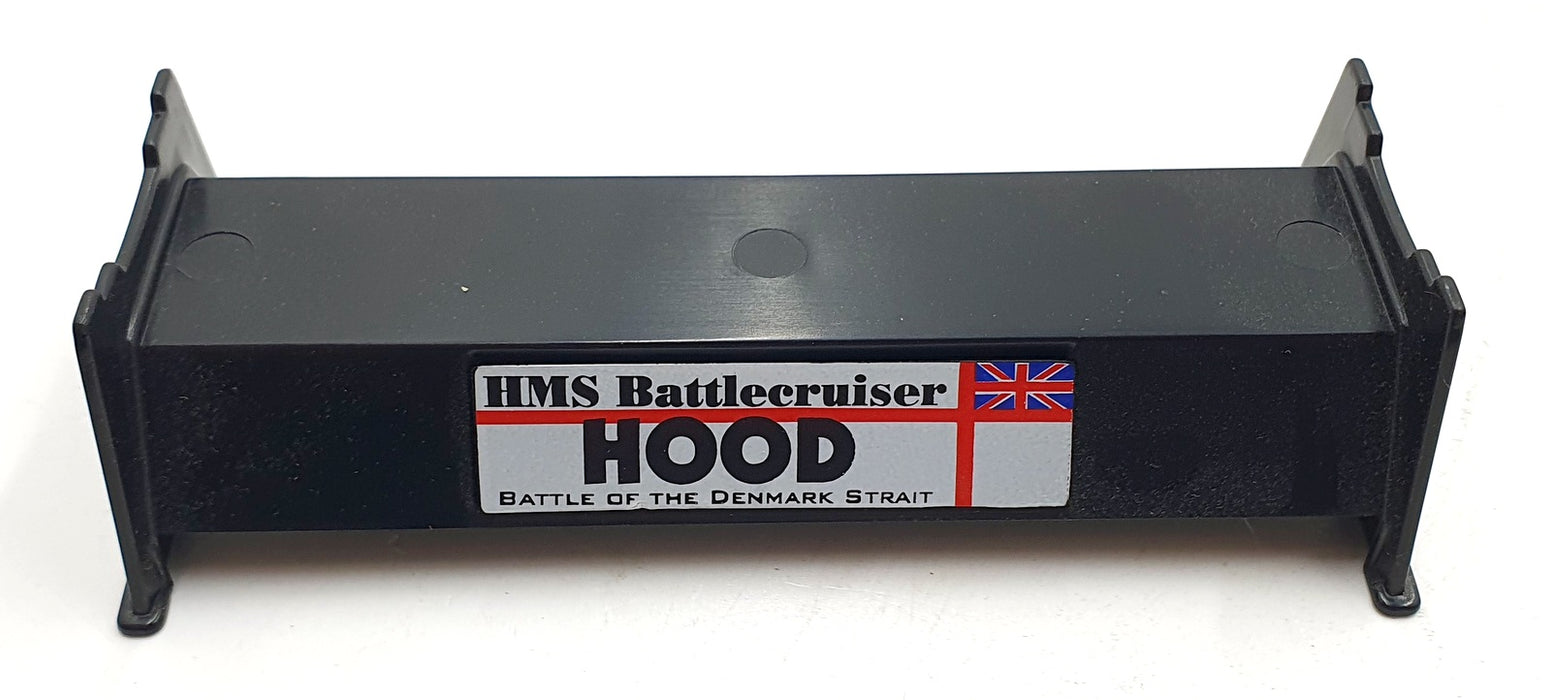 HMS Battlecruiser
HOOD
BATTLE OF THE DENMARK STRAIT